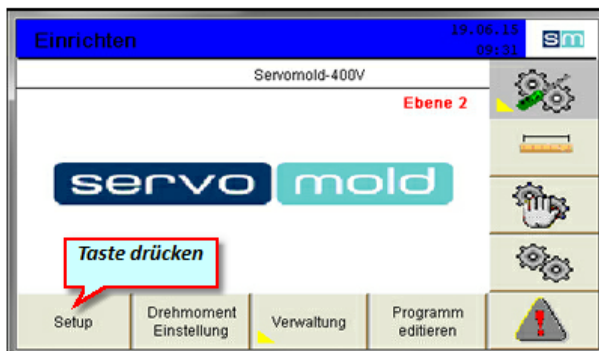 Einrichten
19.06.15
09:31
sm
Servomold-400V
Ebene 2
servo mold
Taste drücken
Setup
Drehmoment
Einstellung
Verwaltung
Programm
editieren